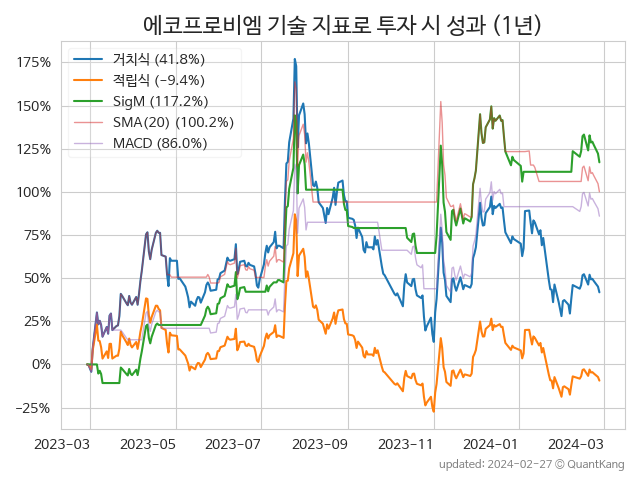 에코프로비엠 기술 지표로 투자 시 성과 (1년)
175%
150%
125%
100%
75%
50%
25%
0%
−25%
거치식 (41.8%)
적립식 (−9.4%)
SigM (117.2%)
SMA(20) (100.2%)
MACD (86.0%)
2023-03 2023-05 2023-07 2023-09 2023-11 2024-01 2024-03
updated: 2024-02-27 ⓒ QuantKang